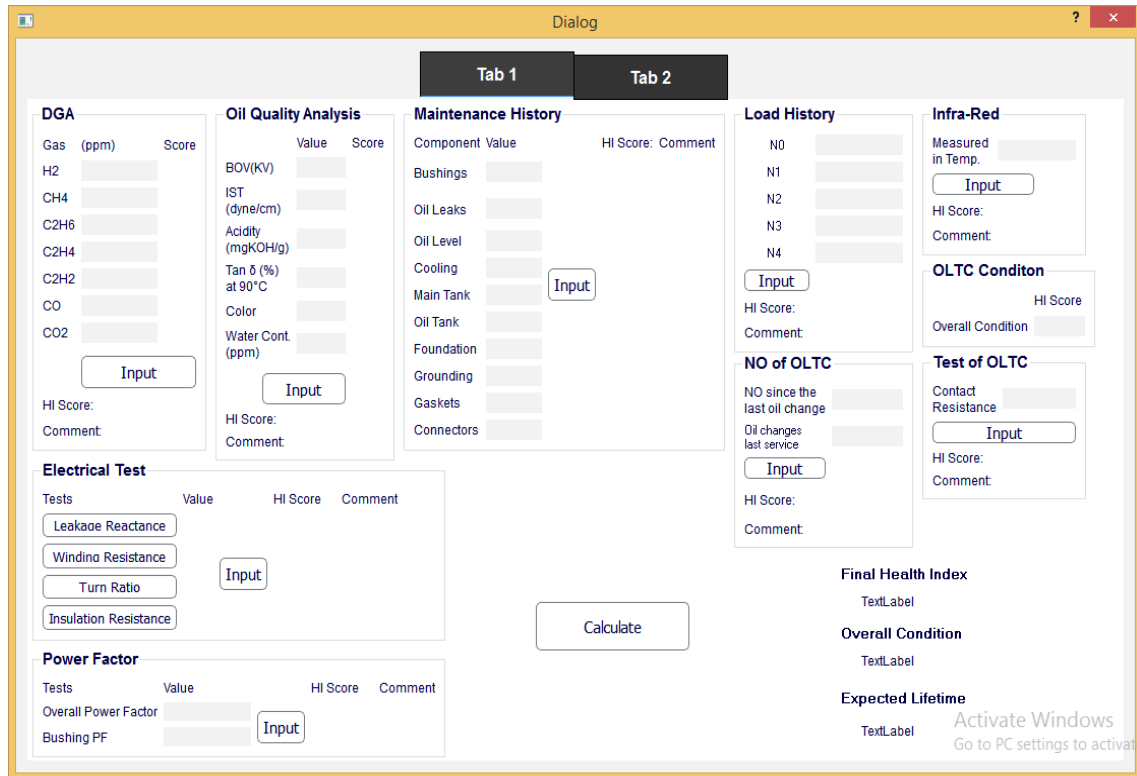 Dialog
?
×
Tab 1
Tab 2
DGA
Gas (ppm) Score
H2
CH4
C2H6
C2H4
C2H2
CO
CO2
Input
HI Score:
Comment:
Oil Quality Analysis
Value Score
BOV(KV)
IST
(dyne/cm)
Acidity
(mgKOH/g)
Tan δ (%)
at 90°C
Color
Water Cont.
(ppm)
Input
HI Score:
Comment:
Maintenance History
Component Value HI Score: Comment
Bushings
Oil Leaks
Oil Level
Cooling
Main Tank
Oil Tank
Foundation
Grounding
Gaskets
Connectors
Input
Load History
N0
N1
N2
N3
N4
Input
HI Score:
Comment:
Infra-Red
Measured
in Temp.
Input
HI Score:
Comment:
OLTC Conditon
HI Score
Overall Condition
NO of OLTC
NO since the
last oil change
Oil changes
last service
Input
HI Score:
Comment:
Test of OLTC
Contact
Resistance
Input
HI Score:
Comment:
Electrical Test
Tests Value HI Score Comment
Leakage Reactance
Winding Resistance
Turn Ratio
Insulation Resistance
Input
Power Factor
Tests Value HI Score Comment
Overall Power Factor
Bushing PF
Input
Calculate
Final Health Index
TextLabel
Overall Condition
TextLabel
Expected Lifetime
TextLabel
Activate Windows
Go to PC settings to activat